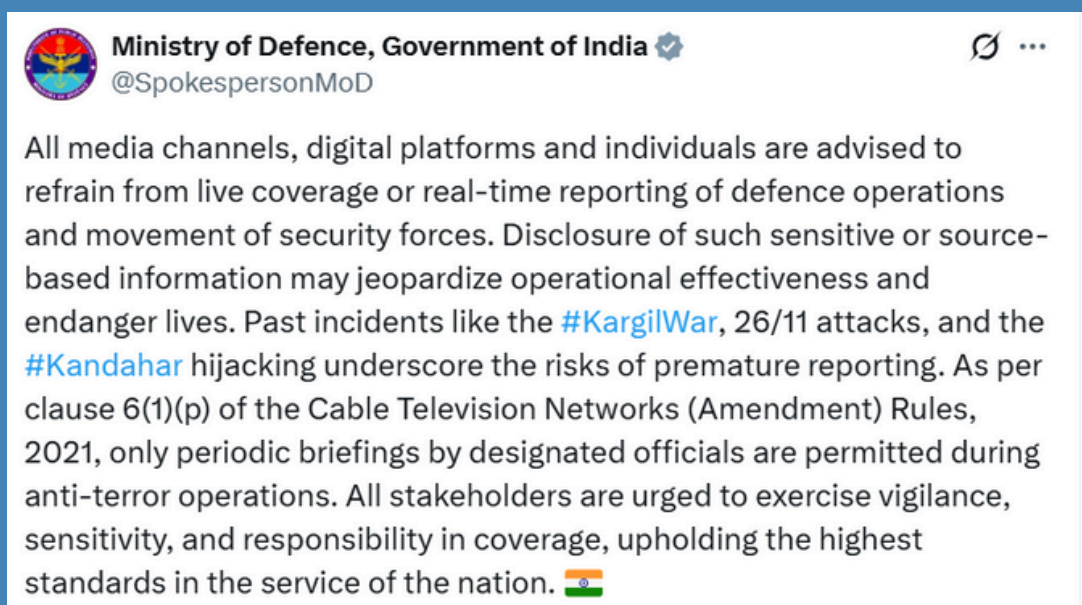 Ministry of Defence, Government of India
@SpokespersonMoD
All media channels, digital platforms and individuals are advised to
refrain from live coverage or real-time reporting of defence operations
and movement of security forces. Disclosure of such sensitive or source-
based information may jeopardize operational effectiveness and
endanger lives. Past incidents like the #KargilWar, 26/11 attacks, and the
#Kandahar hijacking underscore the risks of premature reporting. As per
clause 6(1)(p) of the Cable Television Networks (Amendment) Rules,
2021, only periodic briefings by designated officials are permitted during
anti-terror operations. All stakeholders are urged to exercise vigilance,
sensitivity, and responsibility in coverage, upholding the highest
standards in the service of the nation. 🇮🇳